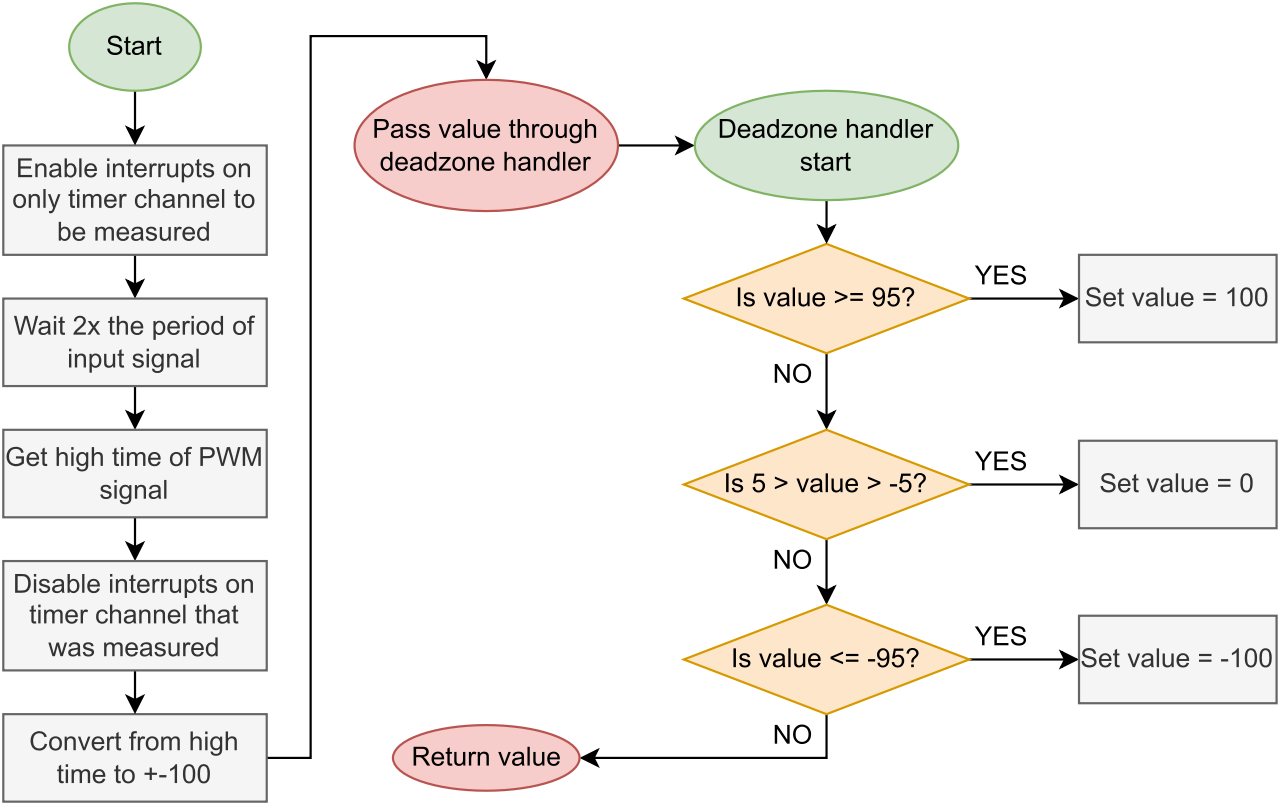 Start
Enable interrupts on
only timer channel to
be measured
Wait 2x the period of
input signal
Get high time of PWM
signal
Disable interrupts on
timer channel that
was measured
Convert from high
time to +-100
Pass value through
deadzone handler
Deadzone handler
start
Is value >= 95?
YES
Set value = 100
NO
Is 5 > value > -5?
YES
Set value = 0
NO
Is value <= -95?
YES
Set value = -100
NO
Return value